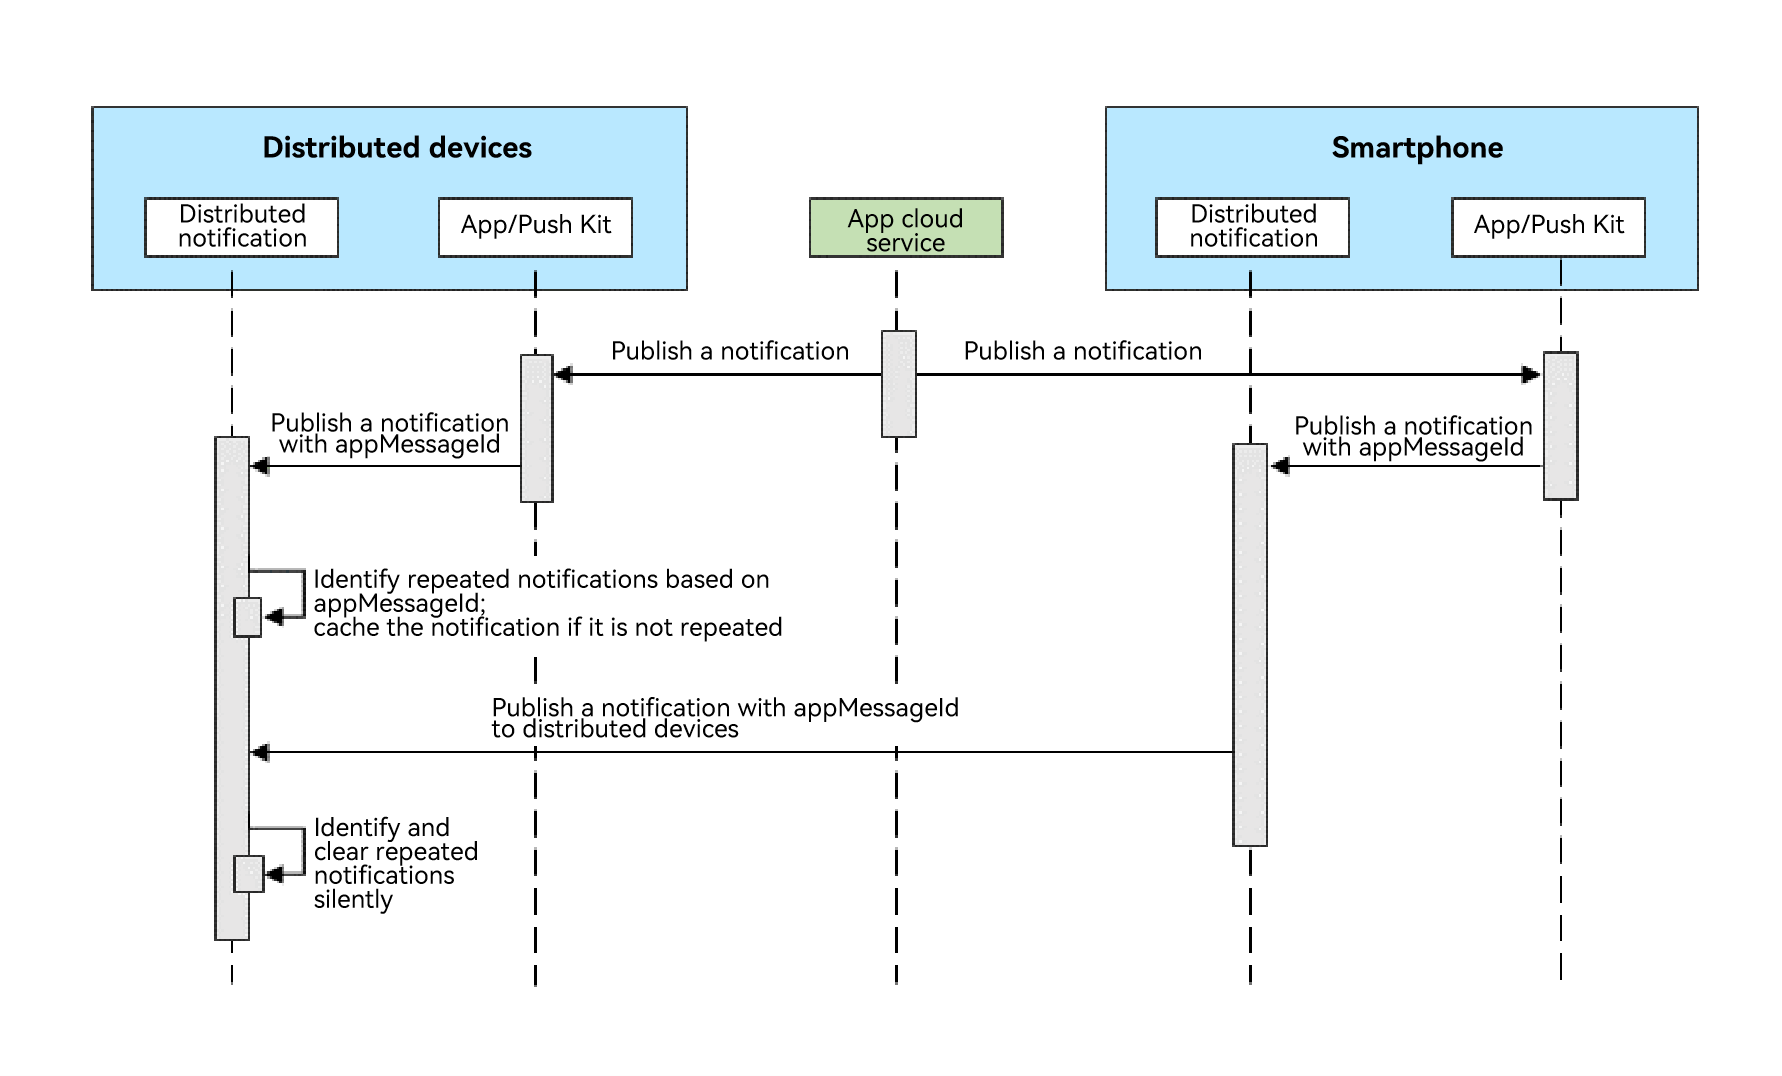 Distributed devices
Smartphone
Distributed
notification
App/Push Kit
App cloud
service
Distributed
notification
App/Push Kit
Publish a notification
Publish a notification
Publish a notification
with appMessageId
Publish a notification
with appMessageId
Identify repeated notifications based on
appMessageId;
cache the notification if it is not repeated
Publish a notification with appMessageId
to distributed devices
Identify and
clear repeated
notifications
silently